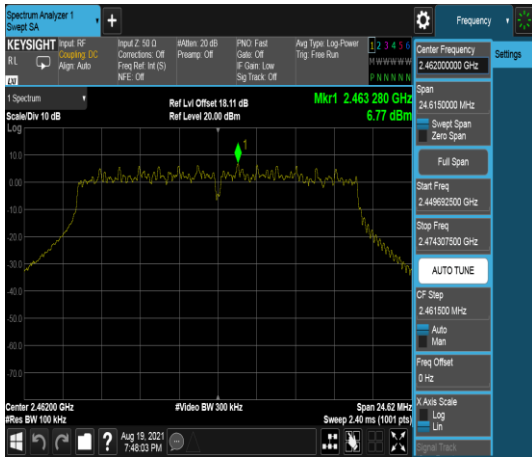 Spectrum Analyzer 1
Swept SA
+
Frequency
KEYSIGHT
RL
LXI
Input: RF
Coupling: DC
Align: Auto
Input Z: 50 Ω
Corrections: Off
Freq Ref: Int (S)
NFE: Off
#Atten: 20 dB
Preamp: Off
PNO: Fast
Gate: Off
IF Gain: Low
Sig Track: Off
Avg Type: Log-Power
Trig: Free Run
1 2 3 4 5 6
M W W W W W
P N N N N N
1 Spectrum
Scale/Div 10 dB
Log
Ref Lvl Offset 18.11 dB
Ref Level 20.00 dBm
Mkr1 2.463 280 GHz
6.77 dBm
1
10.0
0.00
-10.0
-20.0
-30.0
-40.0
-50.0
-60.0
-70.0
Center 2.46200 GHz
#Res BW 100 kHz
#Video BW 300 kHz
Span 24.62 MHz
Sweep 2.40 ms (1001 pts)
?
Aug 19, 2021
7:48:03 PM
Center Frequency
2.462000000 GHz
Settings
Span
24.6150000 MHz
Swept Span
Zero Span
Full Span
Start Freq
2.449692500 GHz
Stop Freq
2.474307500 GHz
AUTO TUNE
CF Step
2.461500 MHz
Auto
Man
Freq Offset
0 Hz
X Axis Scale
Log
Lin
Signal Track